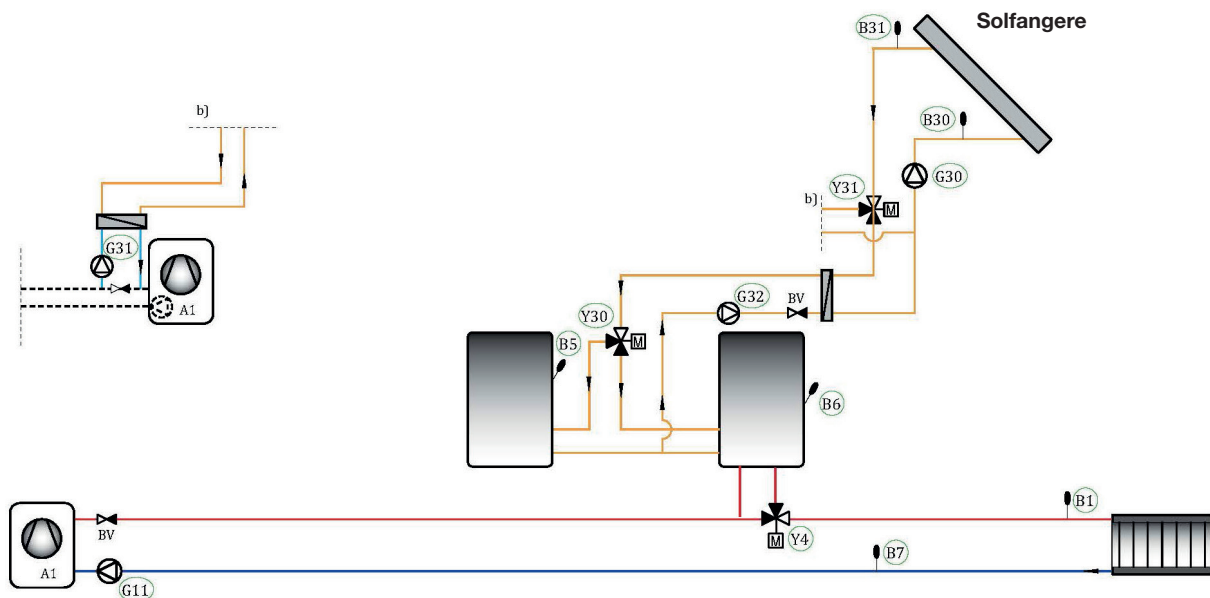 Solfangere
B31
B30
b)
G30
Y31
b)
M
G31
A1
G32
BV
Y30
M
B5
B6
B1
BV
Y4
M
B7
A1
G11